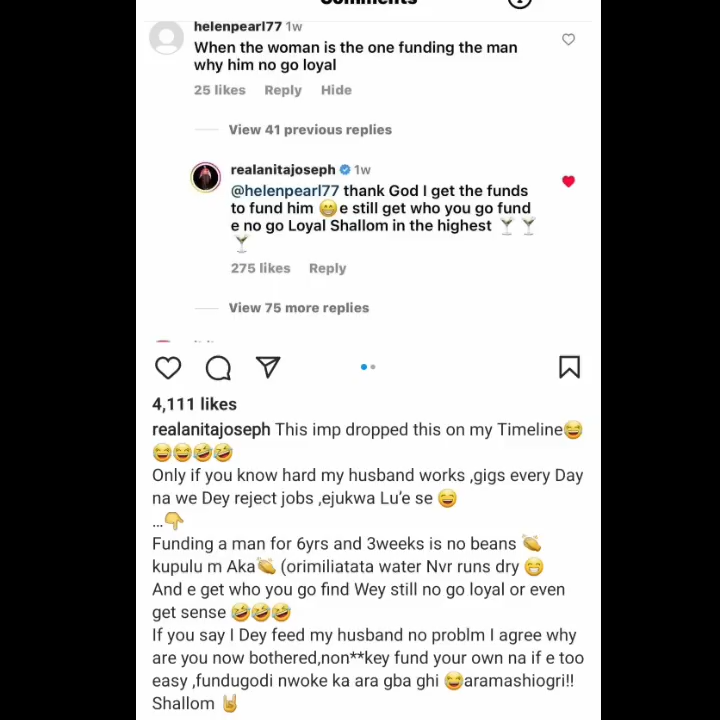 Comments
helenpearl77 1w
When the woman is the one funding the man
why him no go loyal
25 likes Reply Hide
View 41 previous replies
realanitajoseph 1w
@helenpearl77 thank God I get the funds
to fund him 😁e still get who you go fund
e no go Loyal Shallom in the highest 🍸 🍸
🍸
275 likes Reply
View 75 more replies
4,111 likes
realanitajoseph This imp dropped this on my Timeline😂
😂😂🤣🤣
Only if you know hard my husband works ,gigs every Day
na we Dey reject jobs ,ejukwa Lu'e se 😄
...👇
Funding a man for 6yrs and 3weeks is no beans 👏
kupulu m Aka👏 (orimiliatata water Nvr runs dry 😁
And e get who you go find Wey still no go loyal or even
get sense 🤣🤣🤣
If you say I Dey feed my husband no problm I agree why
are you now bothered,non**key fund your own na if e too
easy ,fundugodi nwoke ka ara gba ghi 😂aramashiogri!!
Shallom 🤘